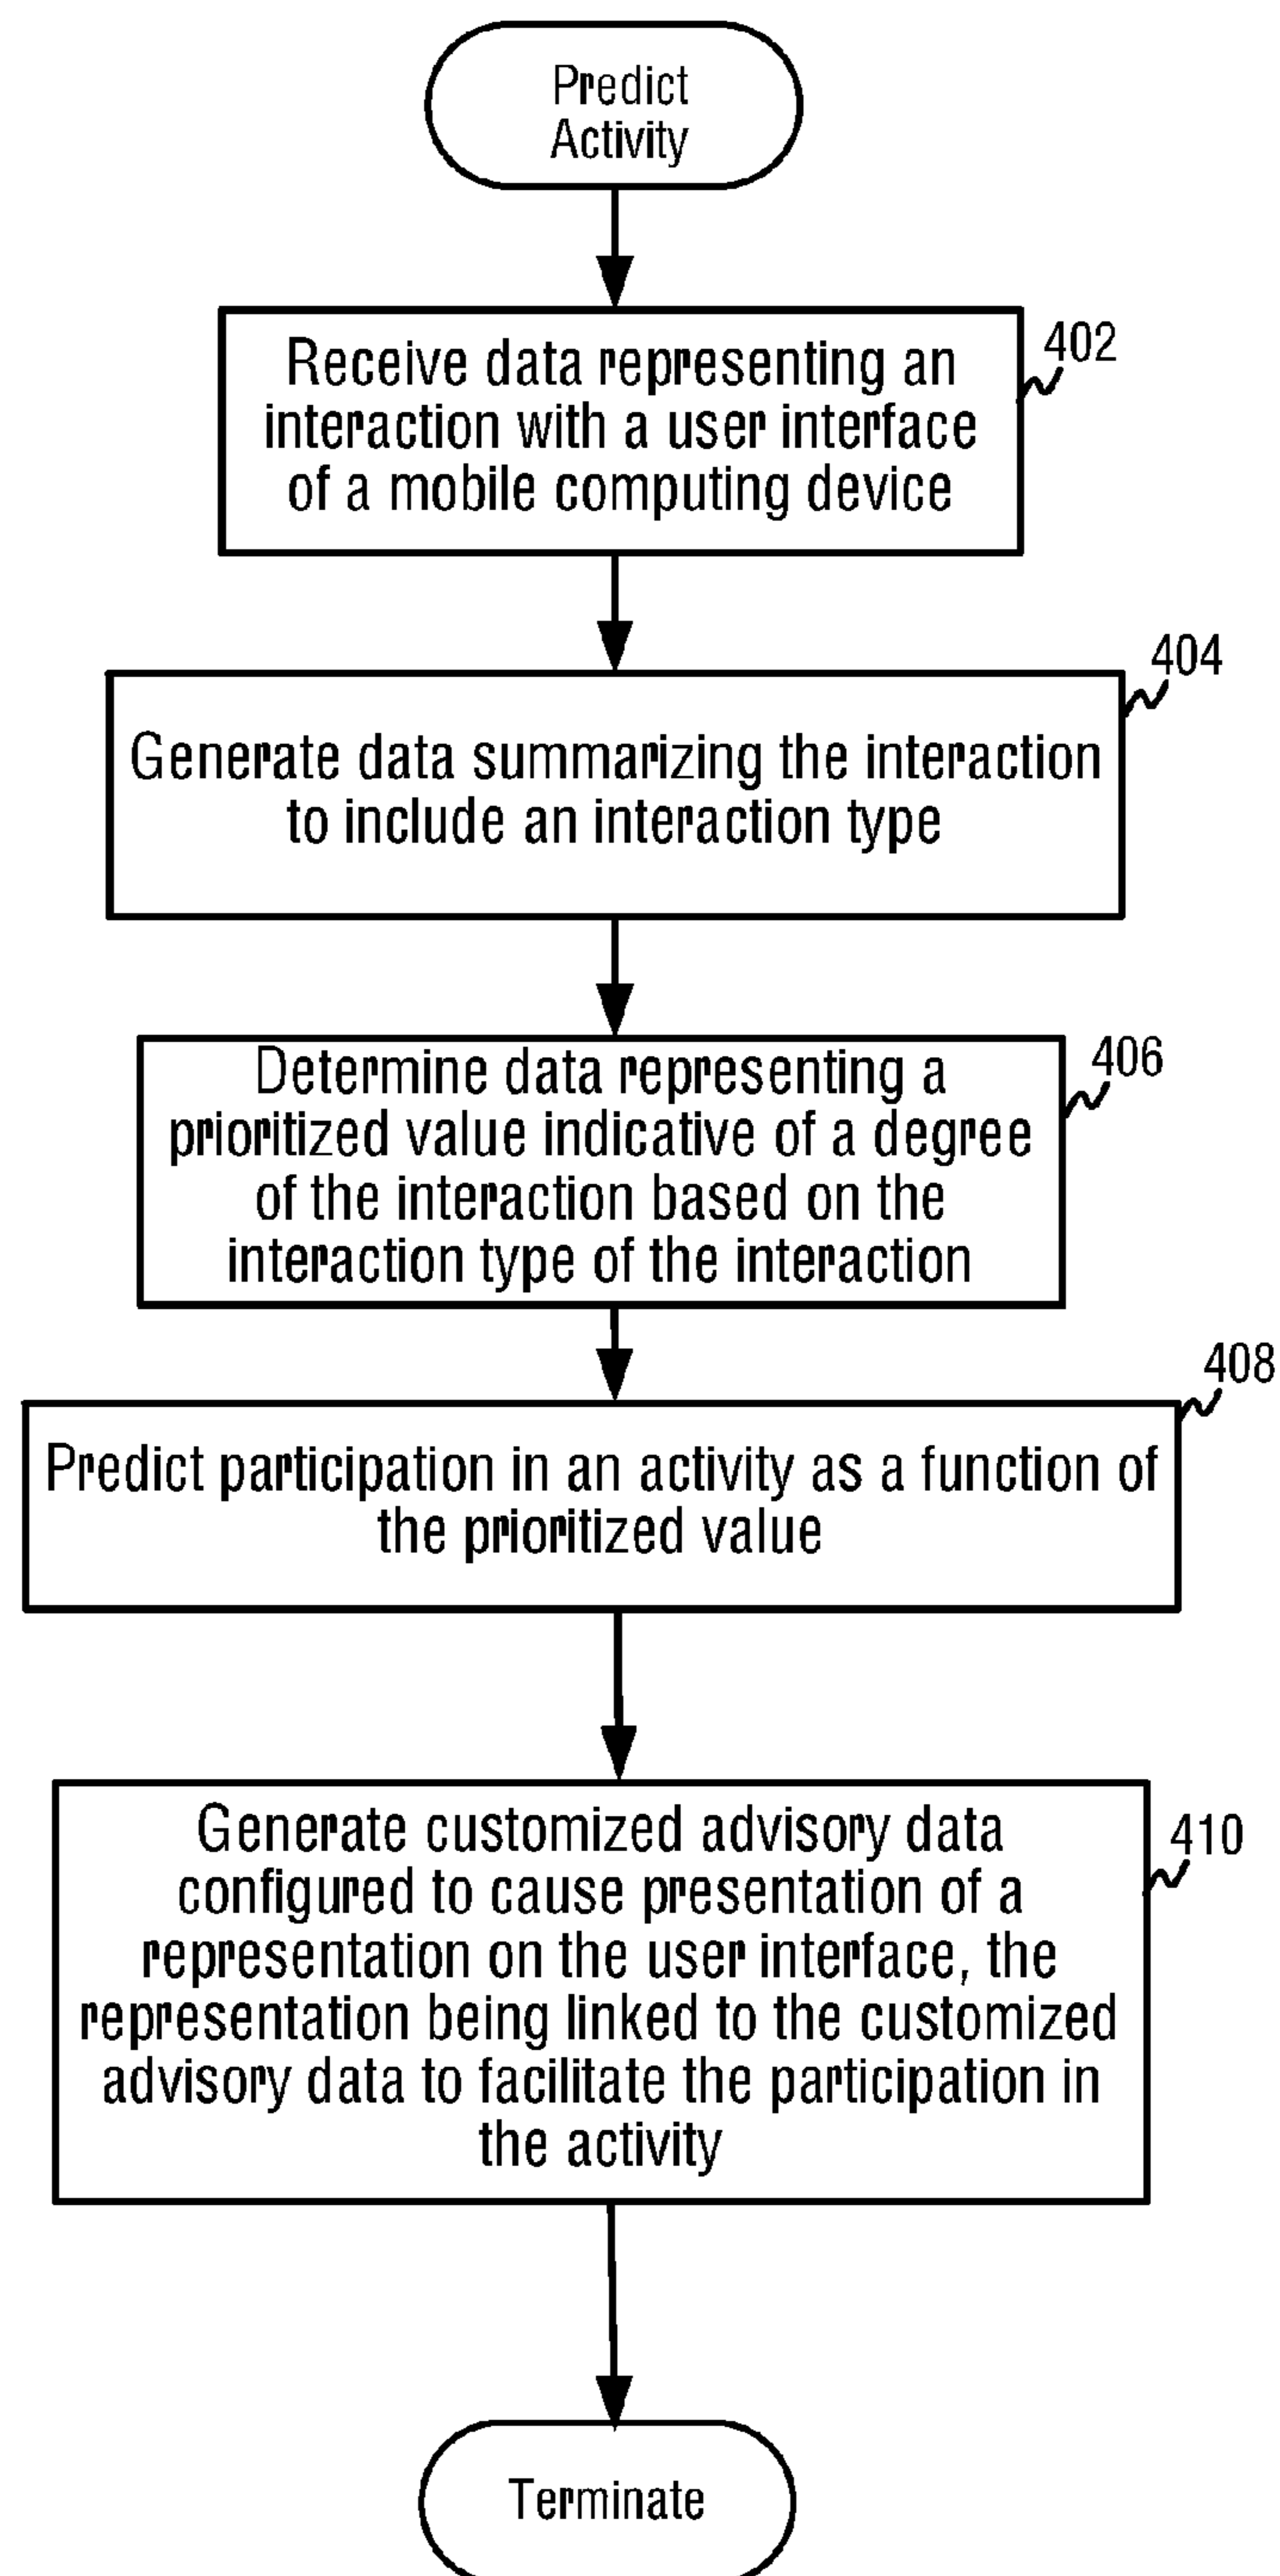 Predict
Activity
402
Receive data representing an
interaction with a user interface
of a mobile computing device
404
Generate data summarizing the interaction
to include an interaction type
406
Determine data representing a
prioritized value indicative of a degree
of the interaction based on the
interaction type of the interaction
408
Predict participation in an activity as a function of
the prioritized value
410
Generate customized advisory data
configured to cause presentation of a
representation on the user interface, the
representation being linked to the customized
advisory data to facilitate the participation in
the activity
Terminate